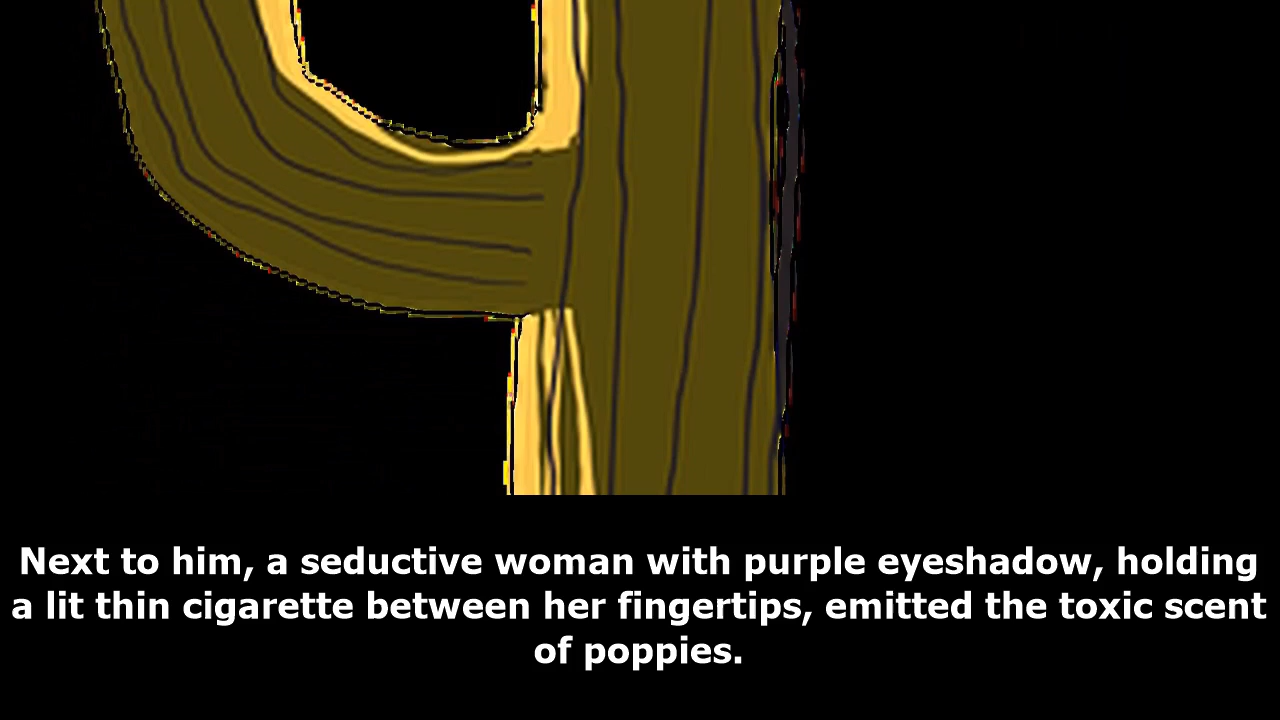 Next to him, a seductive woman with purple eyeshadow, holding
a lit thin cigarette between her fingertips, emitted the toxic scent
of poppies.